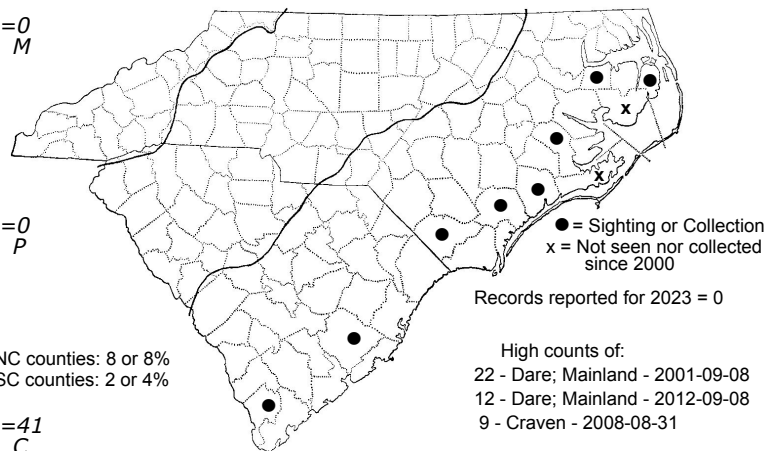 =0
M
x
x
=0
P
● = Sighting or Collection
x = Not seen nor collected
since 2000
Records reported for 2023 = 0
NC counties: 8 or 8%
SC counties: 2 or 4%
High counts of:
22 - Dare; Mainland - 2001-09-08
12 - Dare; Mainland - 2012-09-08
9 - Craven - 2008-08-31
=41
C